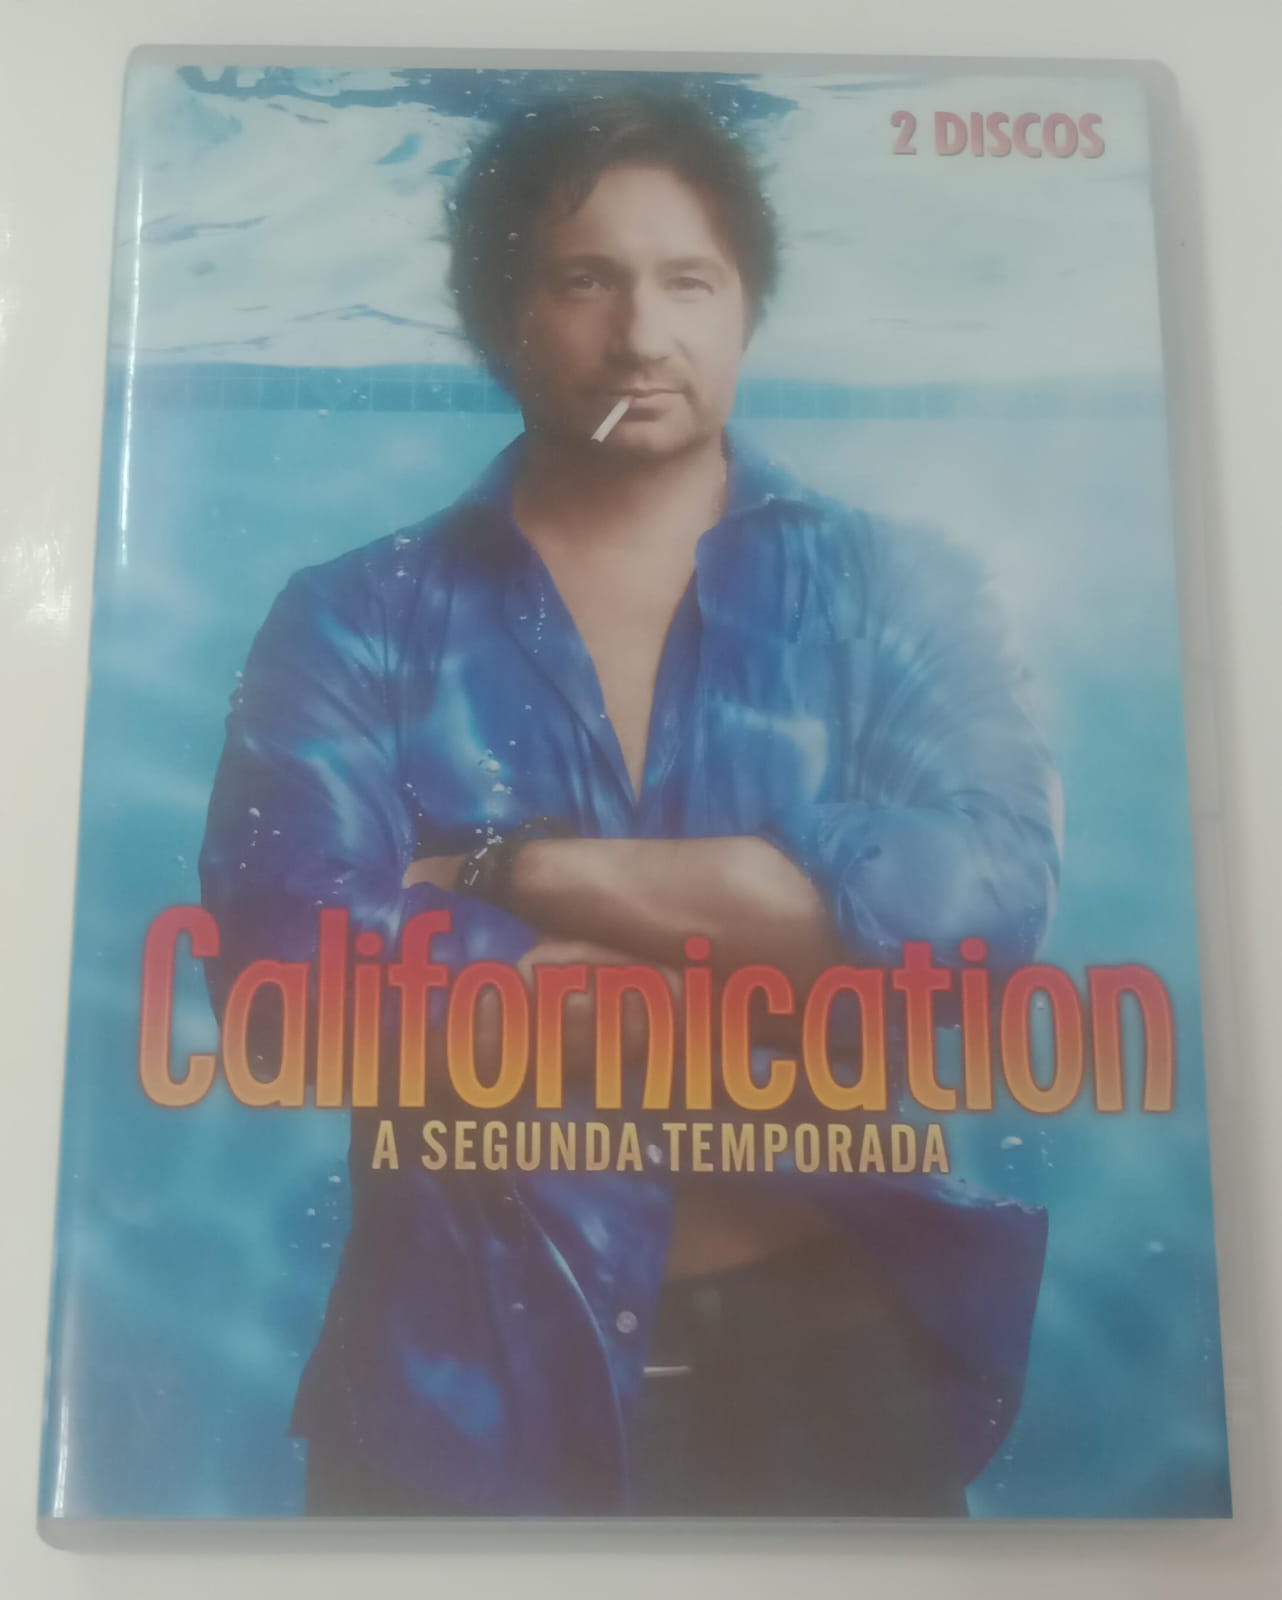 2 DISCOS
Californication
A SEGUNDA TEMPORADA